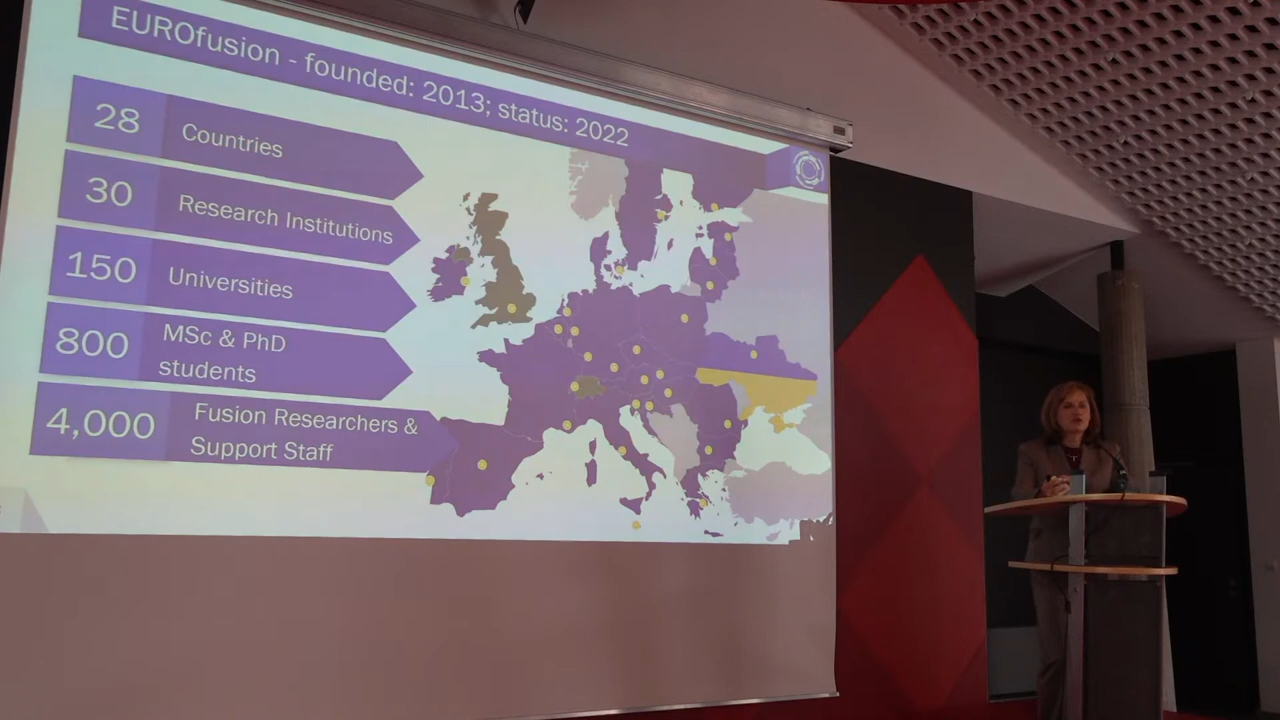 EUROfusion - founded: 2013; status: 2022
28 Countries
30 Research Institutions
150 Universities
800 MSc & PhD
students
4,000 Fusion Researchers &
Support Staff